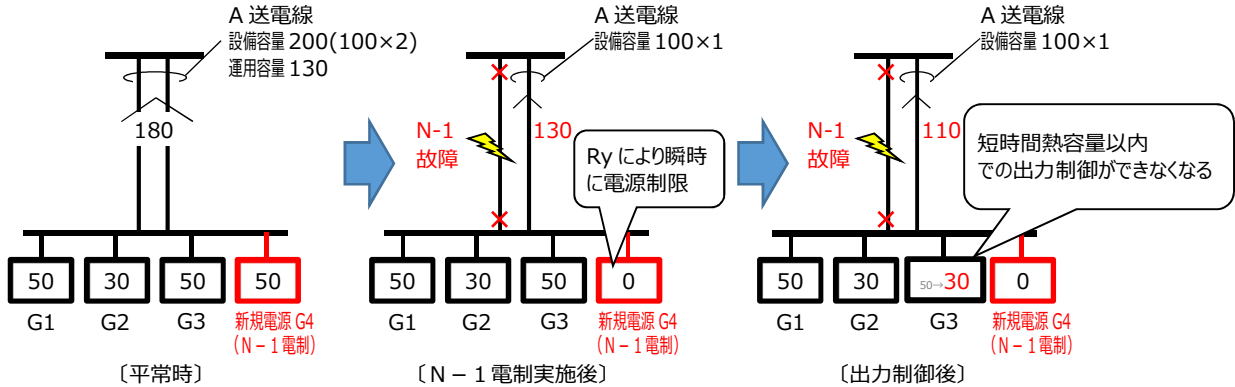 A 送電線
設備容量 200(100×2)
運用容量 130
180
50
30
50
50
G1
G2
G3
新規電源 G4
(N－１電制)
〔平常時〕
A 送電線
設備容量 100×1
N-1
故障
130
Ry により瞬時
に電源制限
50
30
50
0
G1
G2
G3
新規電源 G4
(N－１電制)
〔N－１電制実施後〕
A 送電線
設備容量 100×1
N-1
故障
110
短時間熱容量以内
での出力制御ができなくなる
50
30
50→30
0
G1
G2
G3
新規電源 G4
(N－１電制)
〔出力制御後〕